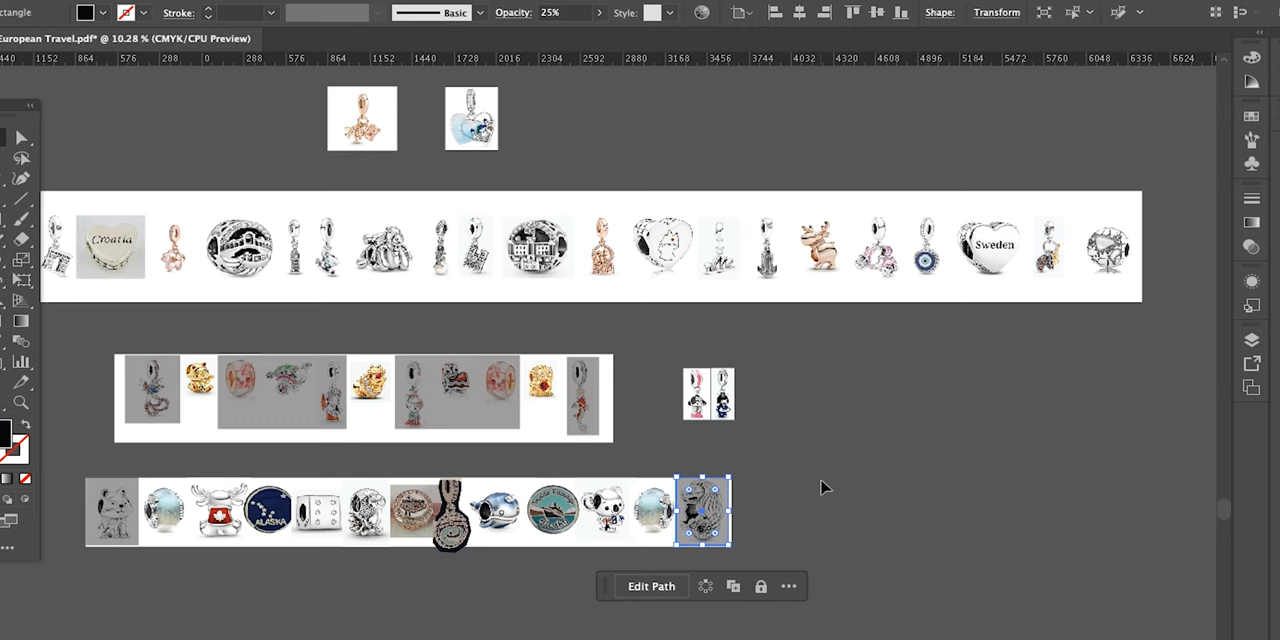 ctangle Stroke: Basic Opacity: 25% Style: Shape: Transform
European Travel.pdf* @ 10.28 % (CMYK/CPU Preview)
440 1152 864 576 288 0 288 576 864 1152 1440 1728 2016 2304 2592 2880 3168 3456 3744 4032 4320 4608 4896 5184 5472 5760 6048 6336 6624
Croatia
Sweden
ALASKA
Edit Path